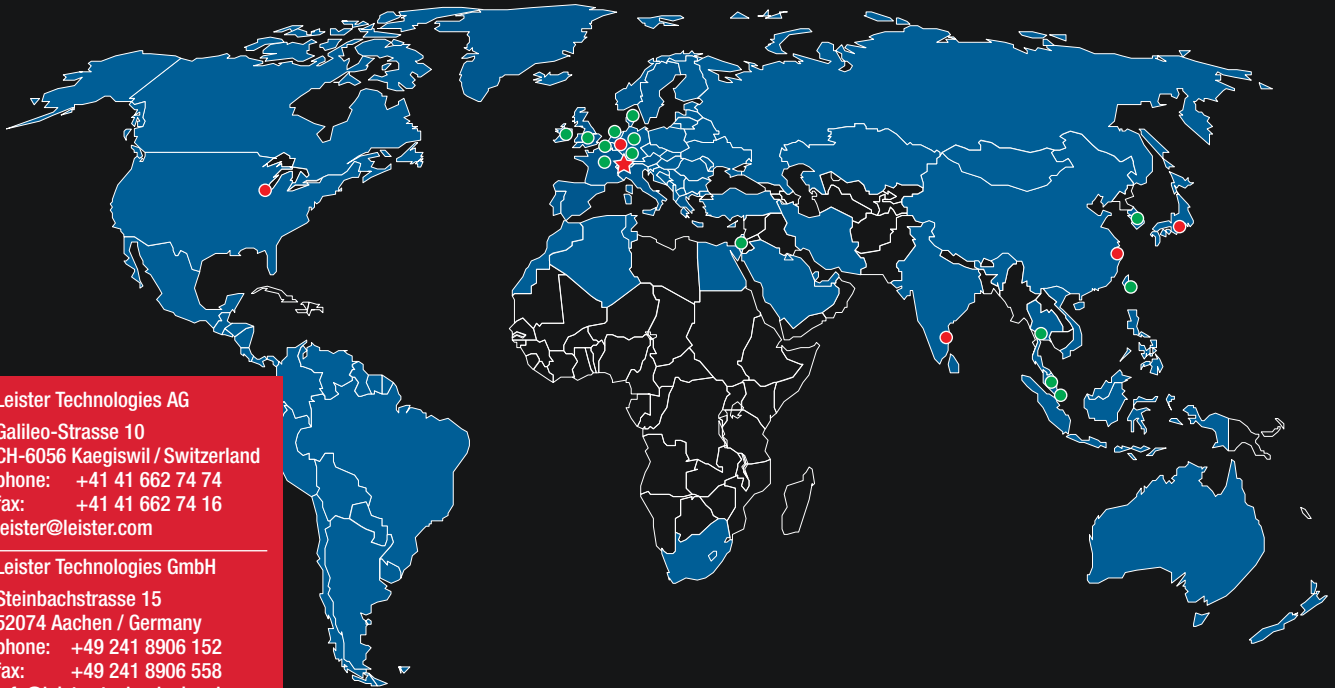 Leister Technologies AG
Galileo-Strasse 10
CH-6056 Kaegiswil / Switzerland
phone: +41 41 662 74 74
fax: +41 41 662 74 16
leister@leister.com
Leister Technologies GmbH
Steinbachstrasse 15
52074 Aachen / Germany
phone: +49 241 8906 152
fax: +49 241 8906 558